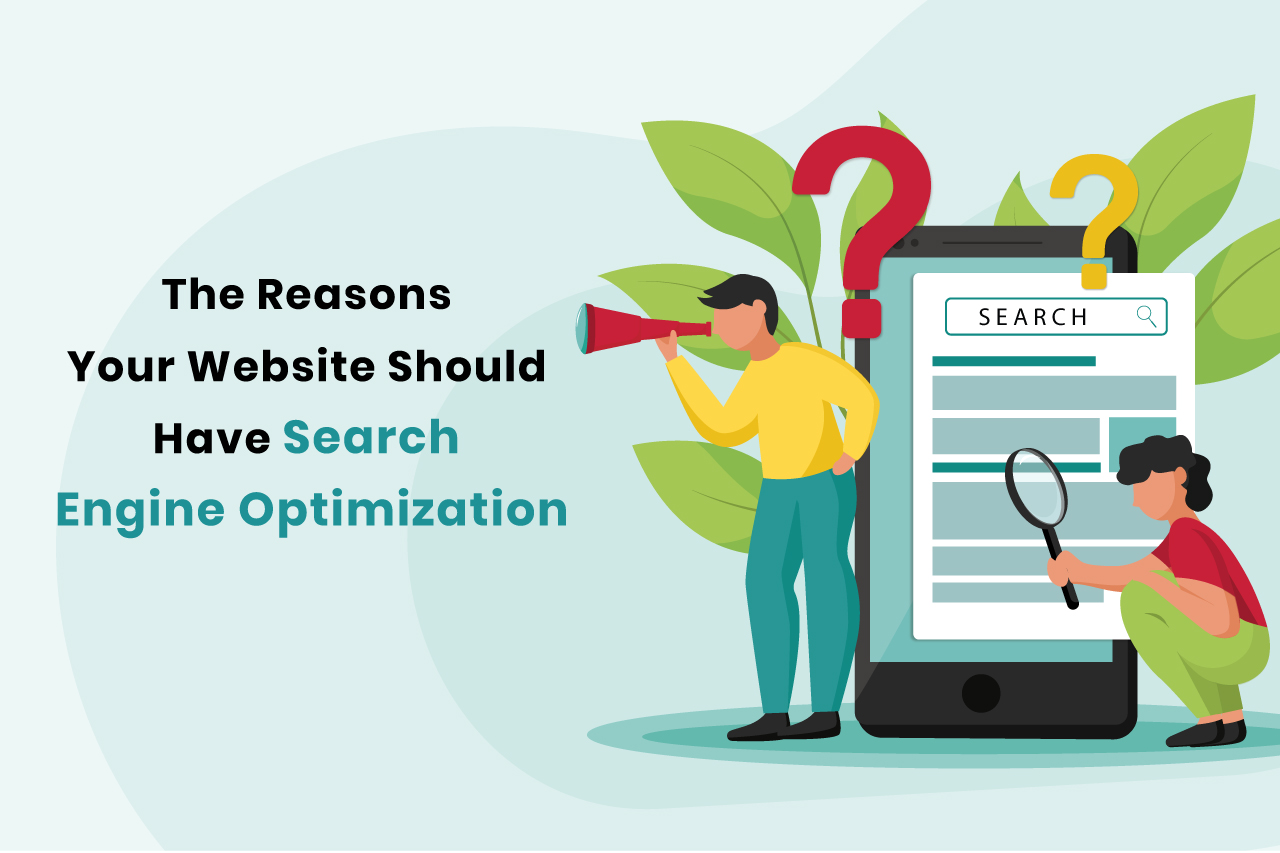 The Reasons
Your Website Should
Have Search
Engine Optimization
SEARCH